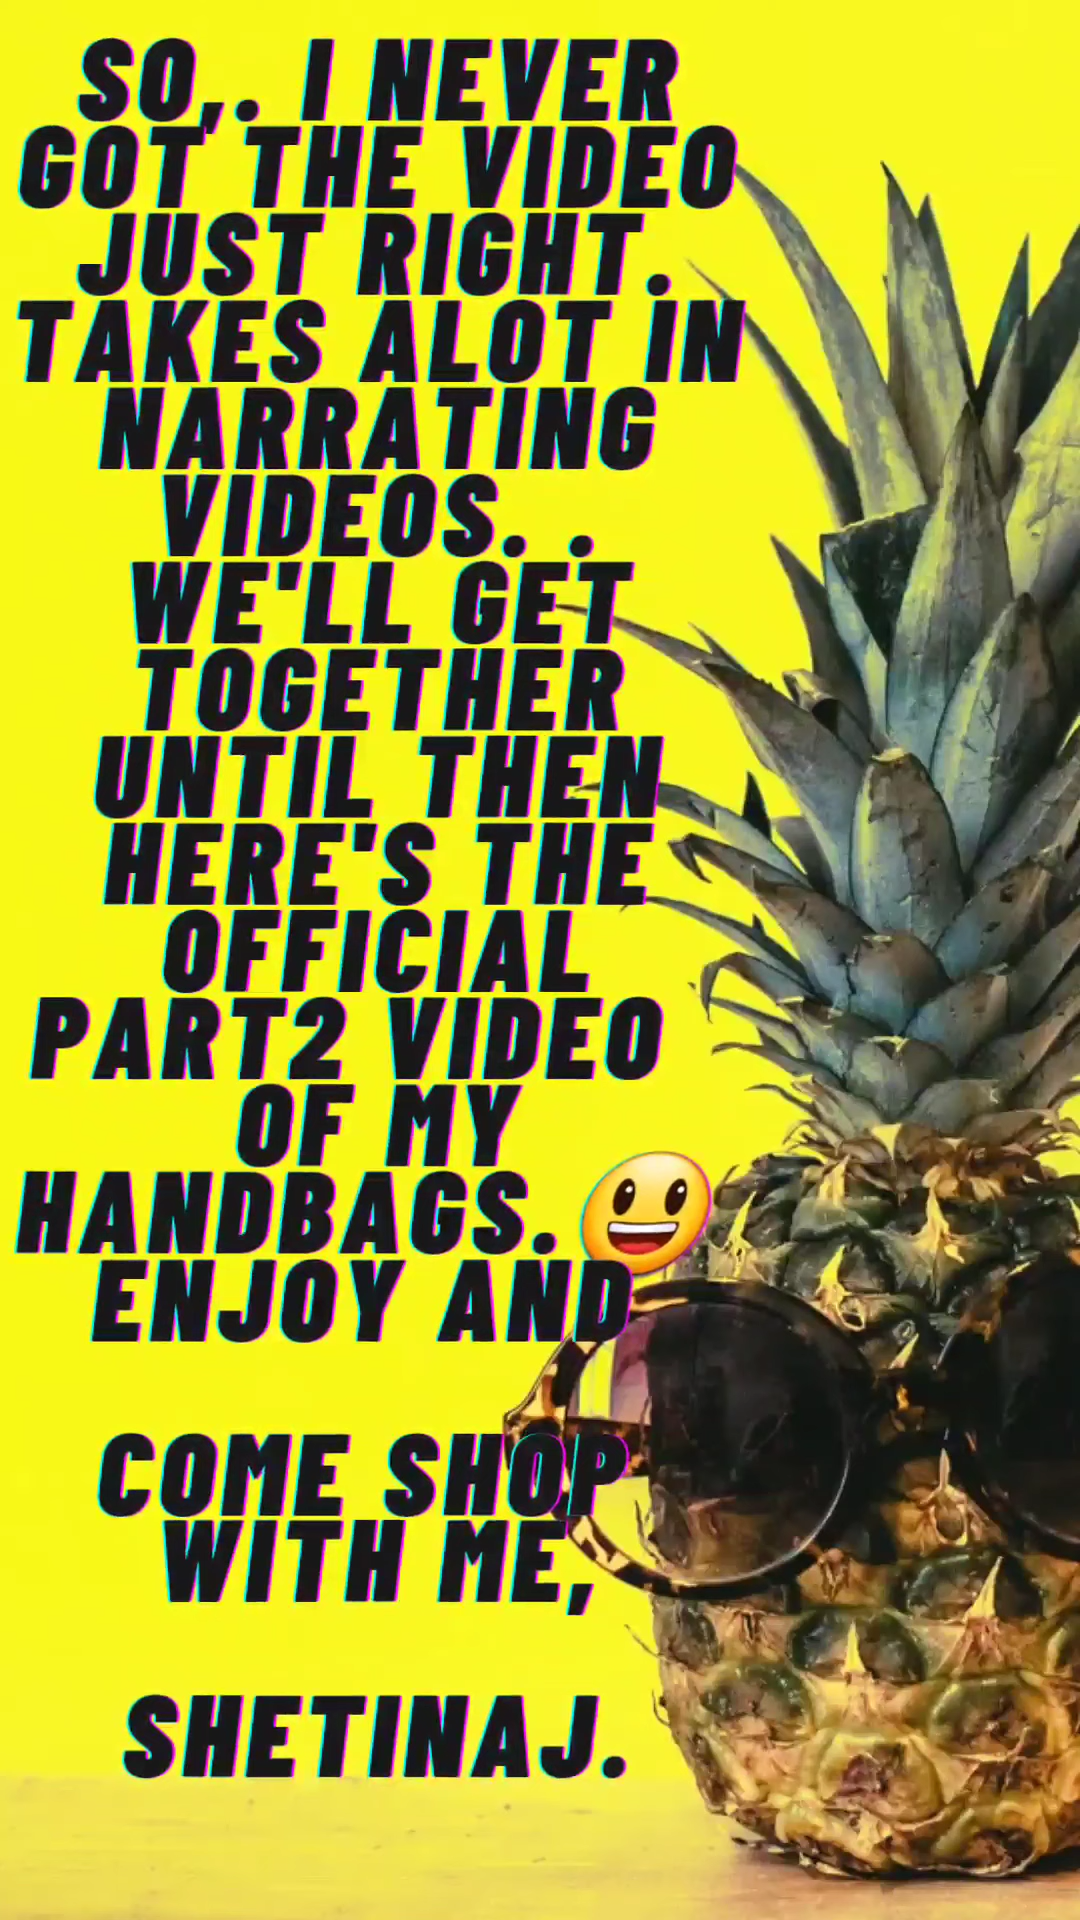 SO,. I NEVER
GOT THE VIDEO
JUST RIGHT.
TAKES ALOT IN
NARRATING
VIDEOS. .
WE'LL GET
TOGETHER
UNTIL THEN
HERE'S THE
OFFICIAL
PART2 VIDEO
OF MY
HANDBAGS. 😃
ENJOY AND
COME SHOP
WITH ME,
SHETINAJ.